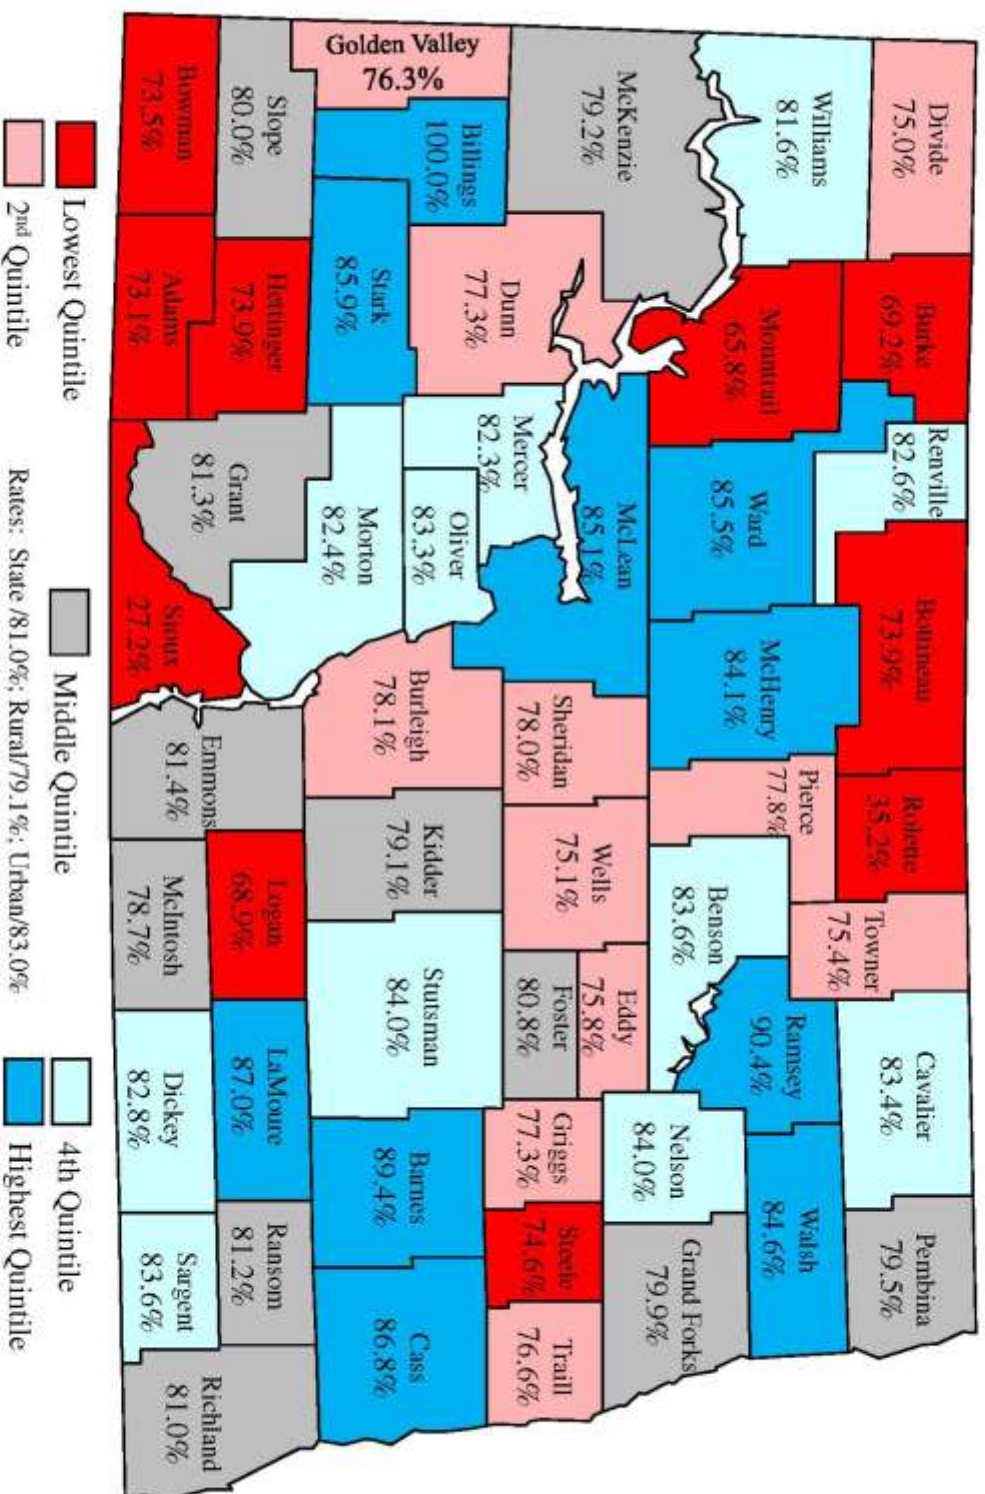 Divide
75.0%
Burke
69.2%
Renville
82.6%
Bottineau
73.9%
Rolette
35.2%
Towner
75.4%
Cavalier
83.4%
Pembina
79.5%
Williams
81.6%
Mountrail
65.8%
Ward
85.5%
McHenry
84.1%
Pierce
77.8%
Benson
83.6%
Ramsey
90.4%
Walsh
84.6%
McKenzie
79.2%
McLean
85.1%
Sheridan
78.0%
Wells
75.1%
Eddy
75.8%
Foster
80.8%
Nelson
84.0%
Grand Forks
79.9%
Golden Valley
76.3%
Billings
100.0%
Dunn
77.3%
Mercer
82.3%
Oliver
83.3%
Burleigh
78.1%
Kidder
79.1%
Stutsman
84.0%
Griggs
77.3%
Steele
74.6%
Traill
76.6%
Stark
85.9%
Morton
82.4%
Barnes
89.4%
Cass
86.8%
Slope
80.0%
Hettinger
73.9%
Grant
81.3%
Emmons
81.4%
Logan
68.9%
LaMoure
87.0%
Ransom
81.2%
Richland
81.0%
Bowman
73.5%
Adams
73.1%
Sioux
27.2%
McIntosh
78.7%
Dickey
82.8%
Sargent
83.6%
Lowest Quintile
2nd Quintile
Middle Quintile
4th Quintile
Highest Quintile
Rates: State /81.0%; Rural/79.1%; Urban/83.0%